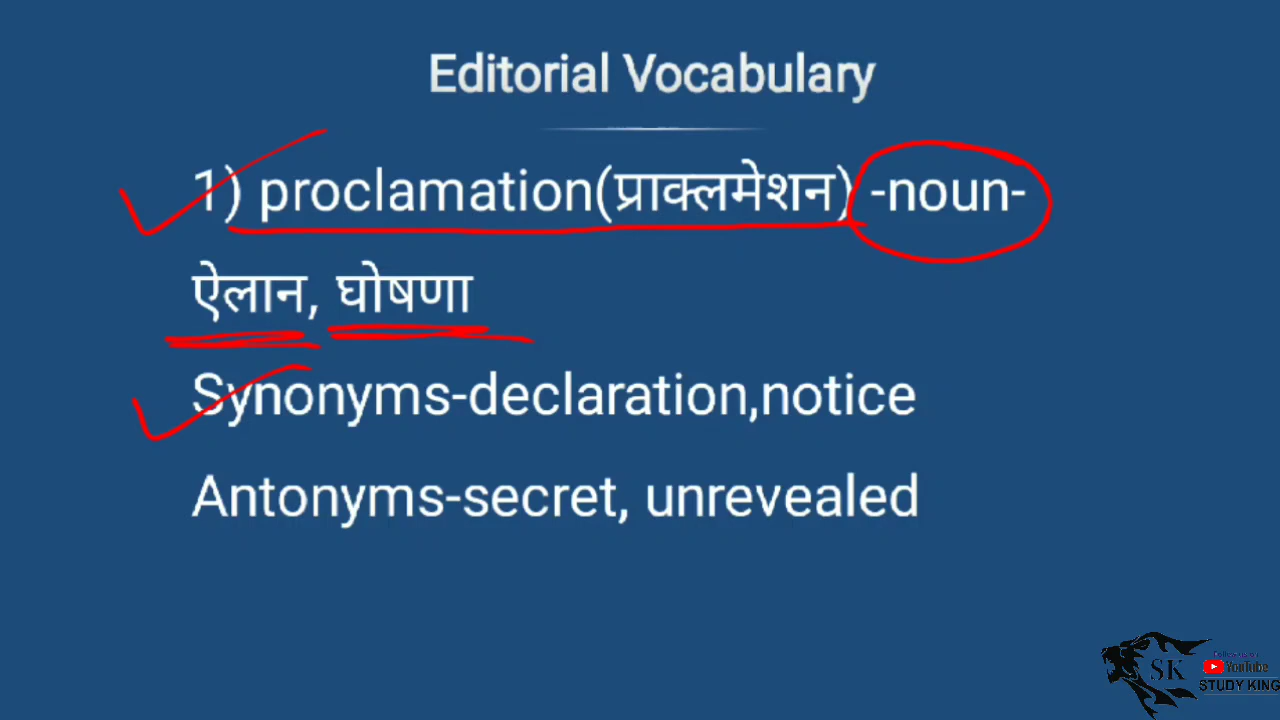 Editorial Vocabulary
1) proclamation(प्राक्लमेशन) -noun-
ऐलान, घोषणा
Synonyms-declaration,notice
Antonyms-secret, unrevealed
SK
YouTube
STUDY KING